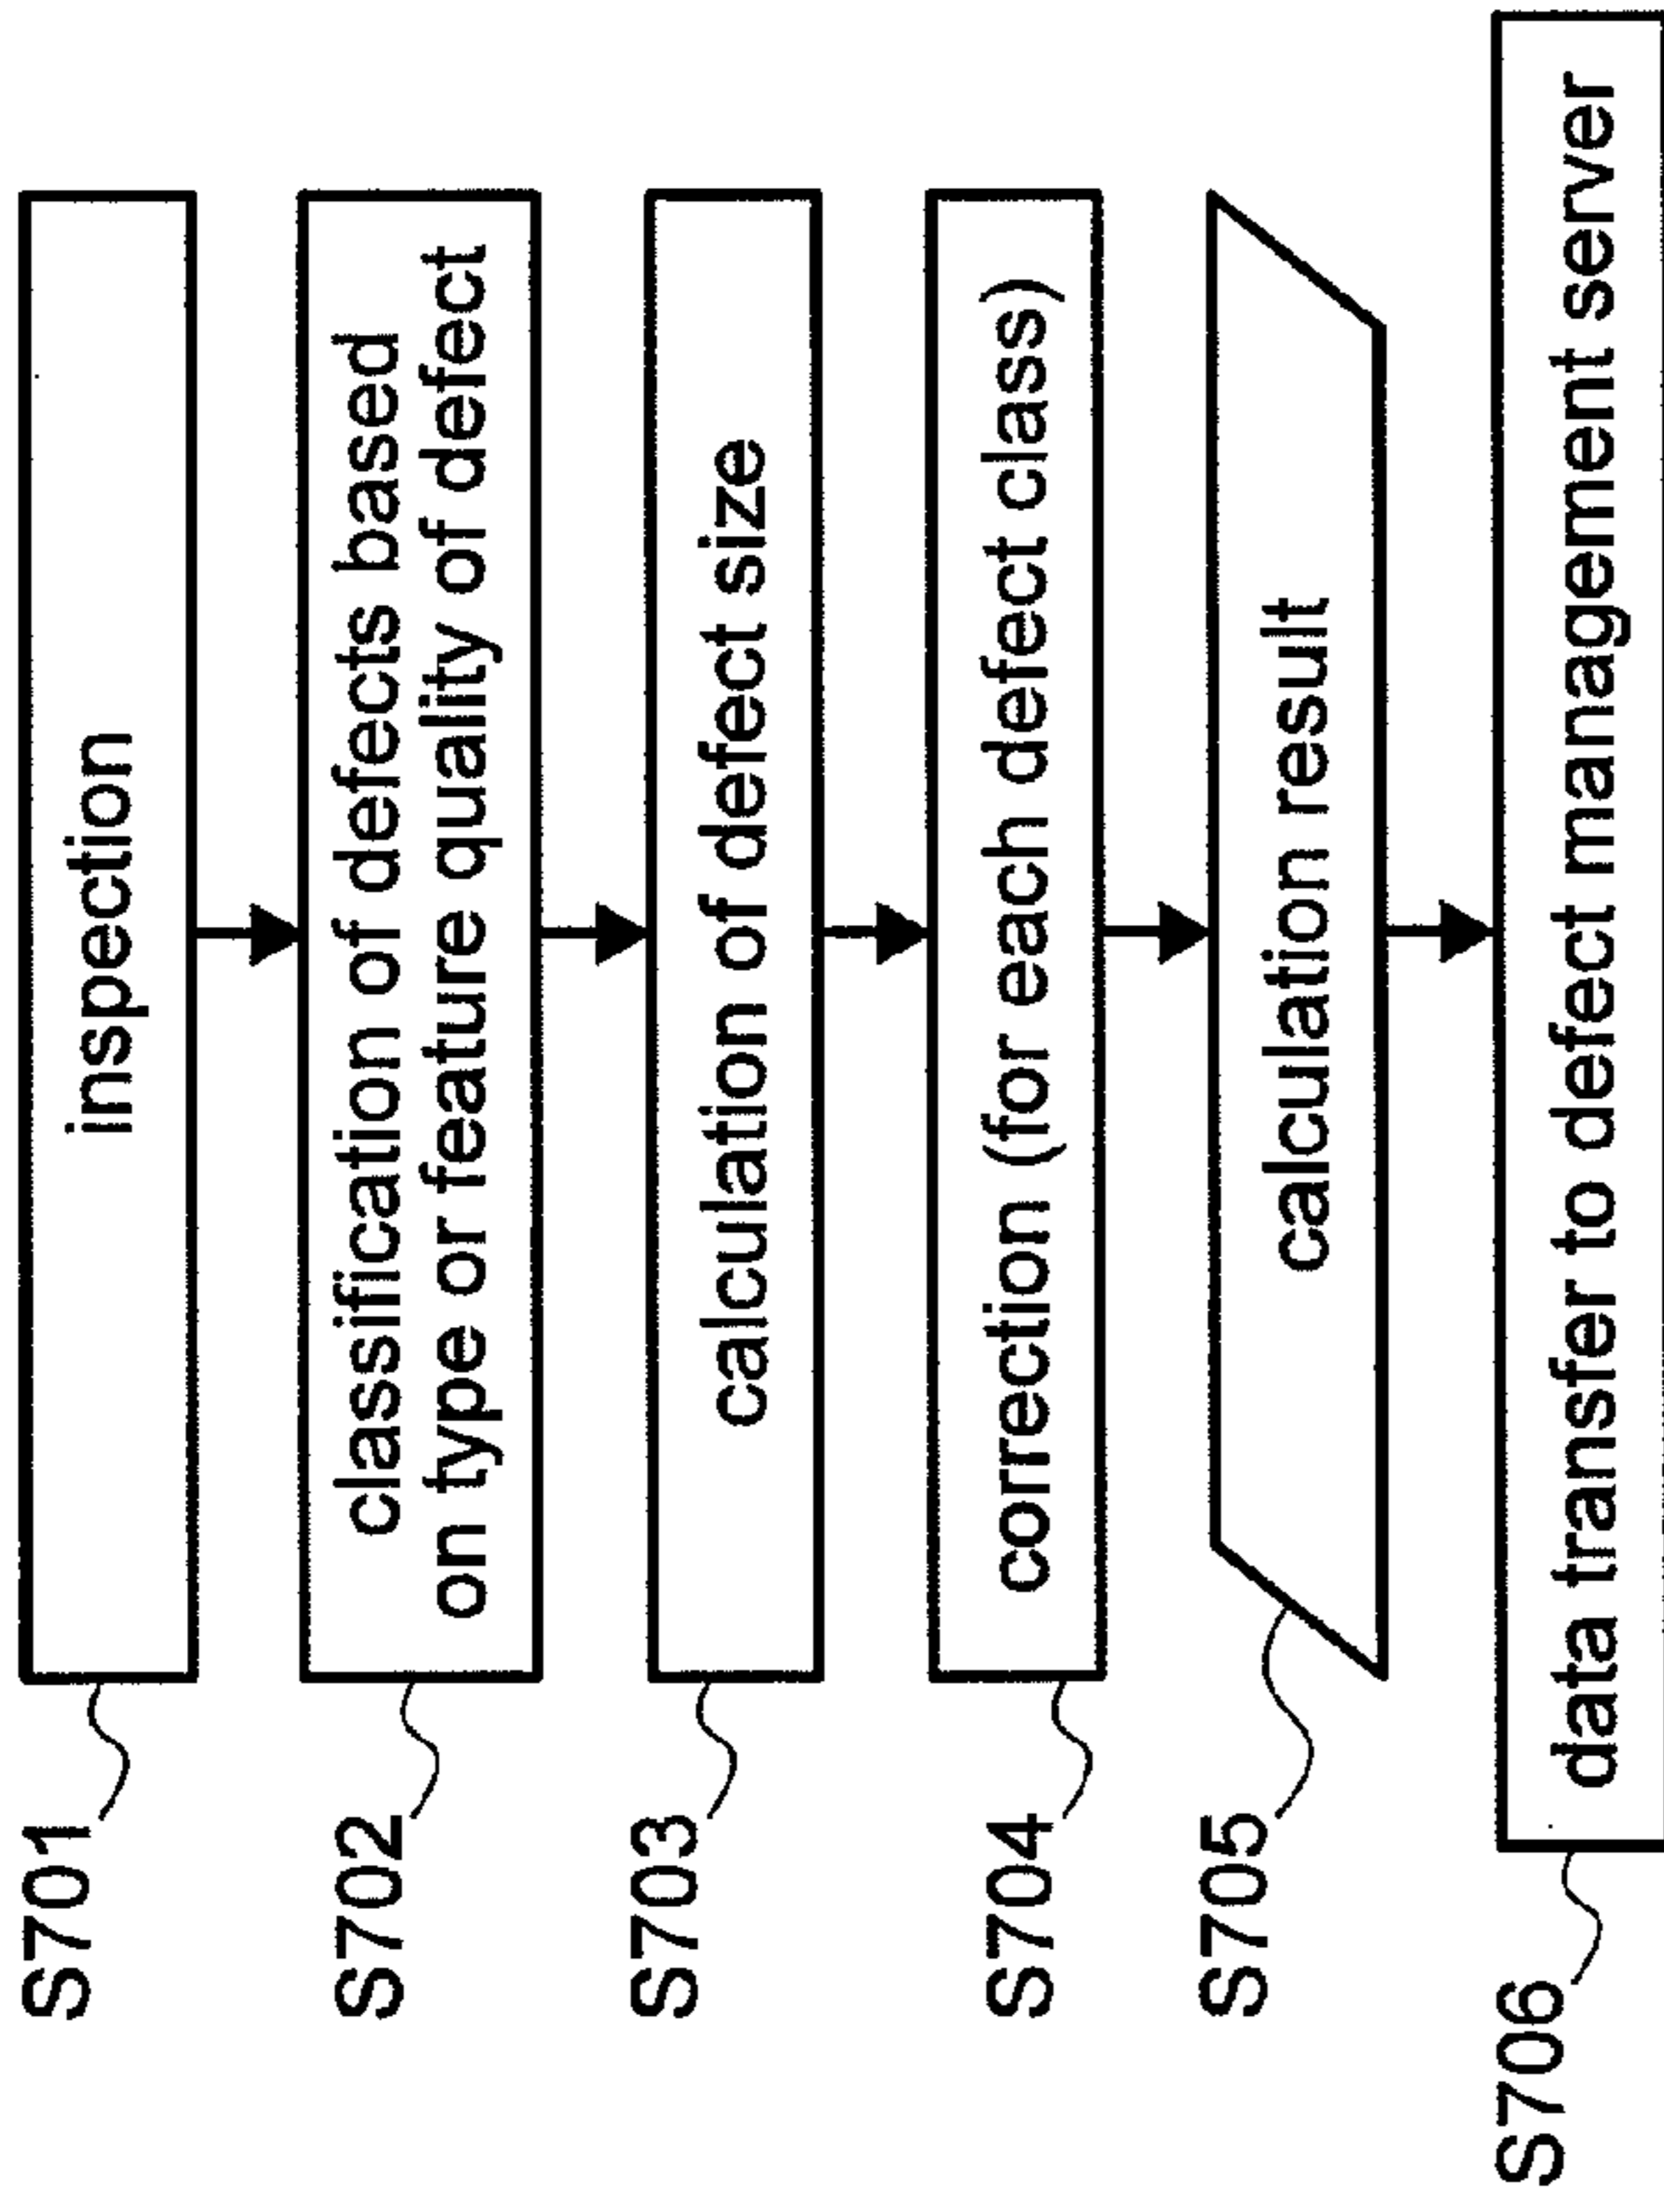 S701
inspection
S702
classification of defects based
on type or feature quality of defect
S703
calculation of defect size
S704
correction (for each defect class)
S705
calculation result
S706
data transfer to defect management server